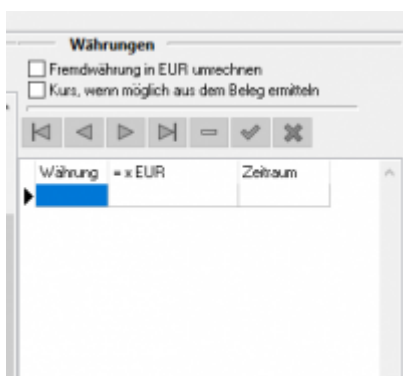 Währungen
Fremdwährung in EUR umrechnen
Kurs, wenn möglich aus dem Beleg ermitteln
Währung = x EUR Zeitraum